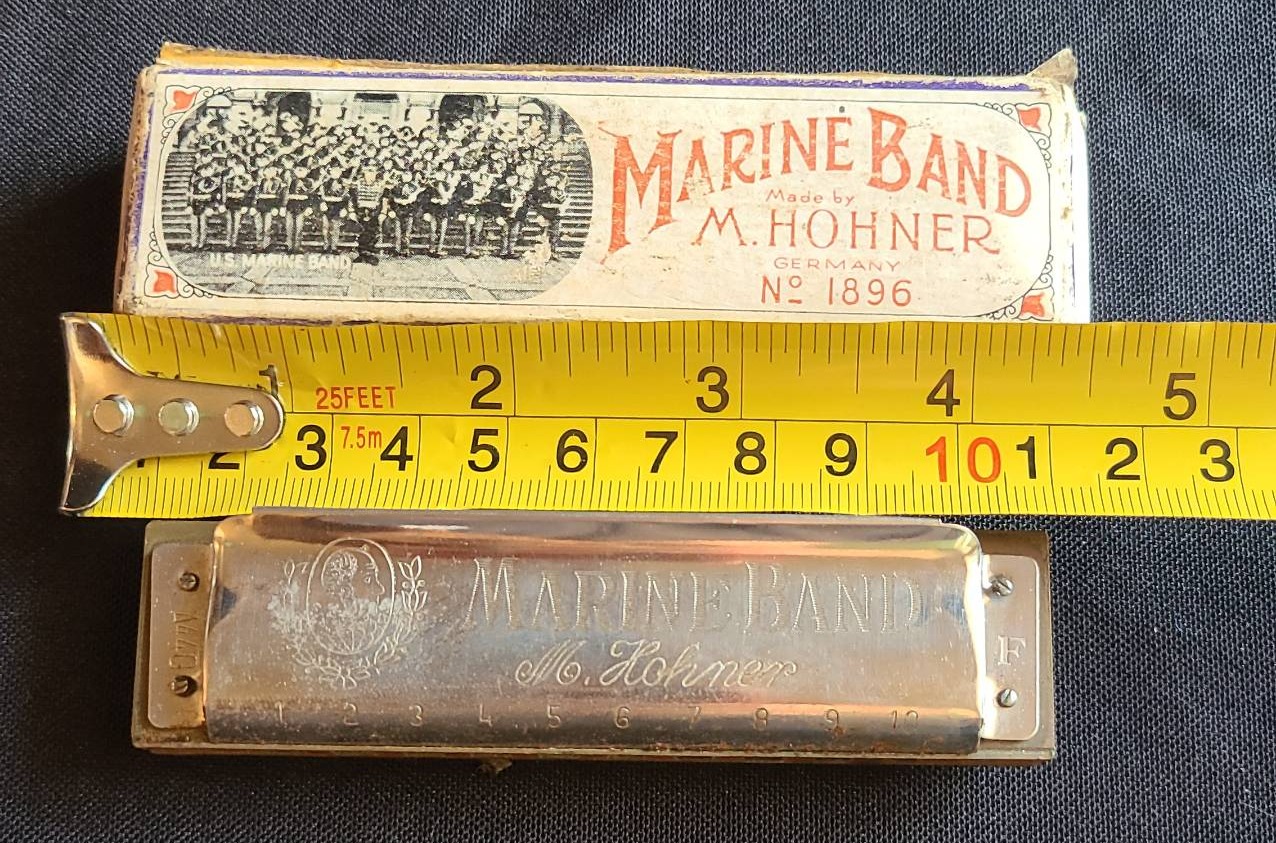 MARINE BAND
Made by
M. HOHNER
GERMANY
Nº 1896
U.S. MARINE BAND
1 2 3 4 5
25FEET
1 2 3 4 5 6 7 8 9 10 1 2 3
7.5m
MARINE BAND
M. Hohner
F
1 2 3 4 5 6 7 8 9 10